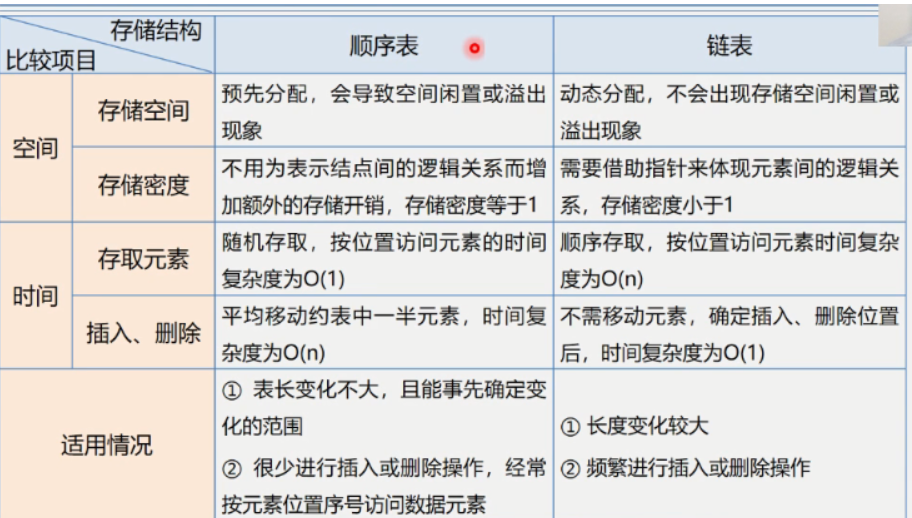 存储结构
比较项目
顺序表
链表
空间
存储空间
预先分配，会导致空间闲置或溢出
现象
动态分配，不会出现存储空间闲置或
溢出现象
存储密度
不用为表示结点间的逻辑关系而增
加额外的存储开销，存储密度等于1
需要借助指针来体现元素间的逻辑关
系，存储密度小于1
时间
存取元素
随机存取，按位置访问元素的时间
复杂度为O(1)
顺序存取，按位置访问元素时间复杂
度为O(n)
插入、删除
平均移动约表中一半元素，时间复
杂度为O(n)
不需移动元素，确定插入、删除位置
后，时间复杂度为O(1)
适用情况
① 表长变化不大，且能事先确定变
化的范围
② 很少进行插入或删除操作，经常
按元素位置序号访问数据元素
① 长度变化较大
② 频繁进行插入或删除操作